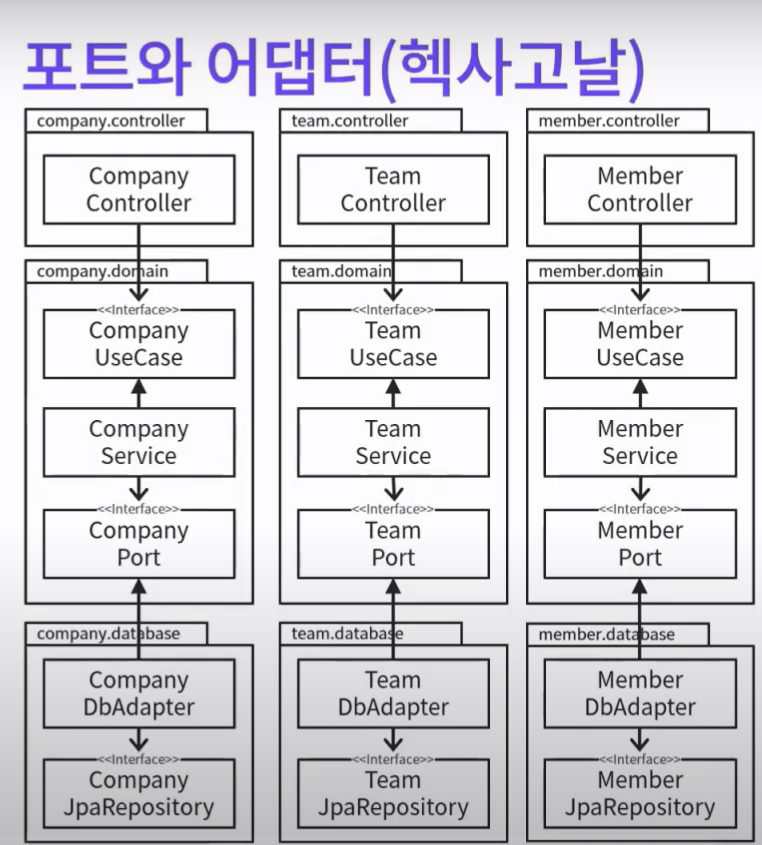 포트와 어댑터(헥사고날)
company.controller
Company
Controller
team.controller
Team
Controller
member.controller
Member
Controller
company.domain
<<Interface>>
Company
UseCase
Company
Service
<<Interface>>
Company
Port
team.domain
<<Interface>>
Team
UseCase
Team
Service
<<Interface>>
Team
Port
member.domain
<<Interface>>
Member
UseCase
Member
Service
<<Interface>>
Member
Port
company.database
Company
DbAdapter
<<Interface>>
Company
JpaRepository
team.database
Team
DbAdapter
<<Interface>>
Team
JpaRepository
member.database
Member
DbAdapter
<<Interface>>
Member
JpaRepository